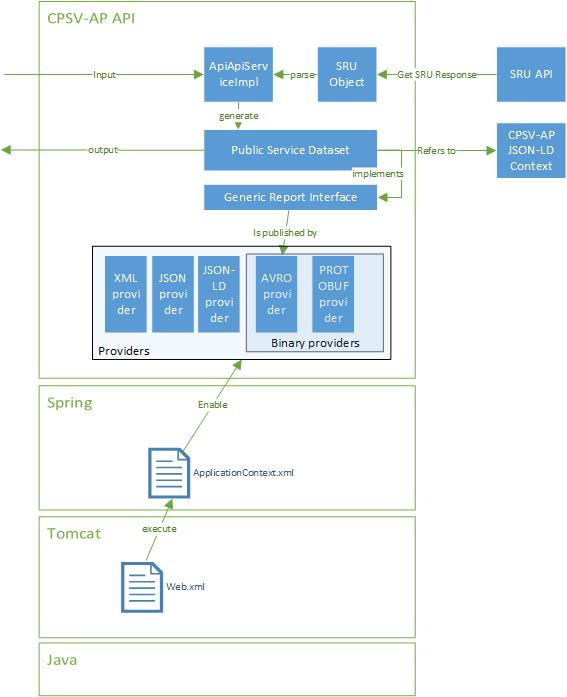 CPSV-AP API
ApiApiServ
iceImpl
SRU
Object
SRU API
Input
parse
Get SRU Response
generate
output
Public Service Dataset
Refers to
CPSV-AP
JSON-LD
Context
implements
Generic Report Interface
Is published by
XML
provi
der
JSON
provi
der
JSON-
LD
provi
der
AVRO
provi
der
PROT
OBUF
provi
der
Binary providers
Providers
Enable
Spring
ApplicationContext.xml
execute
Tomcat
Web.xml
Java